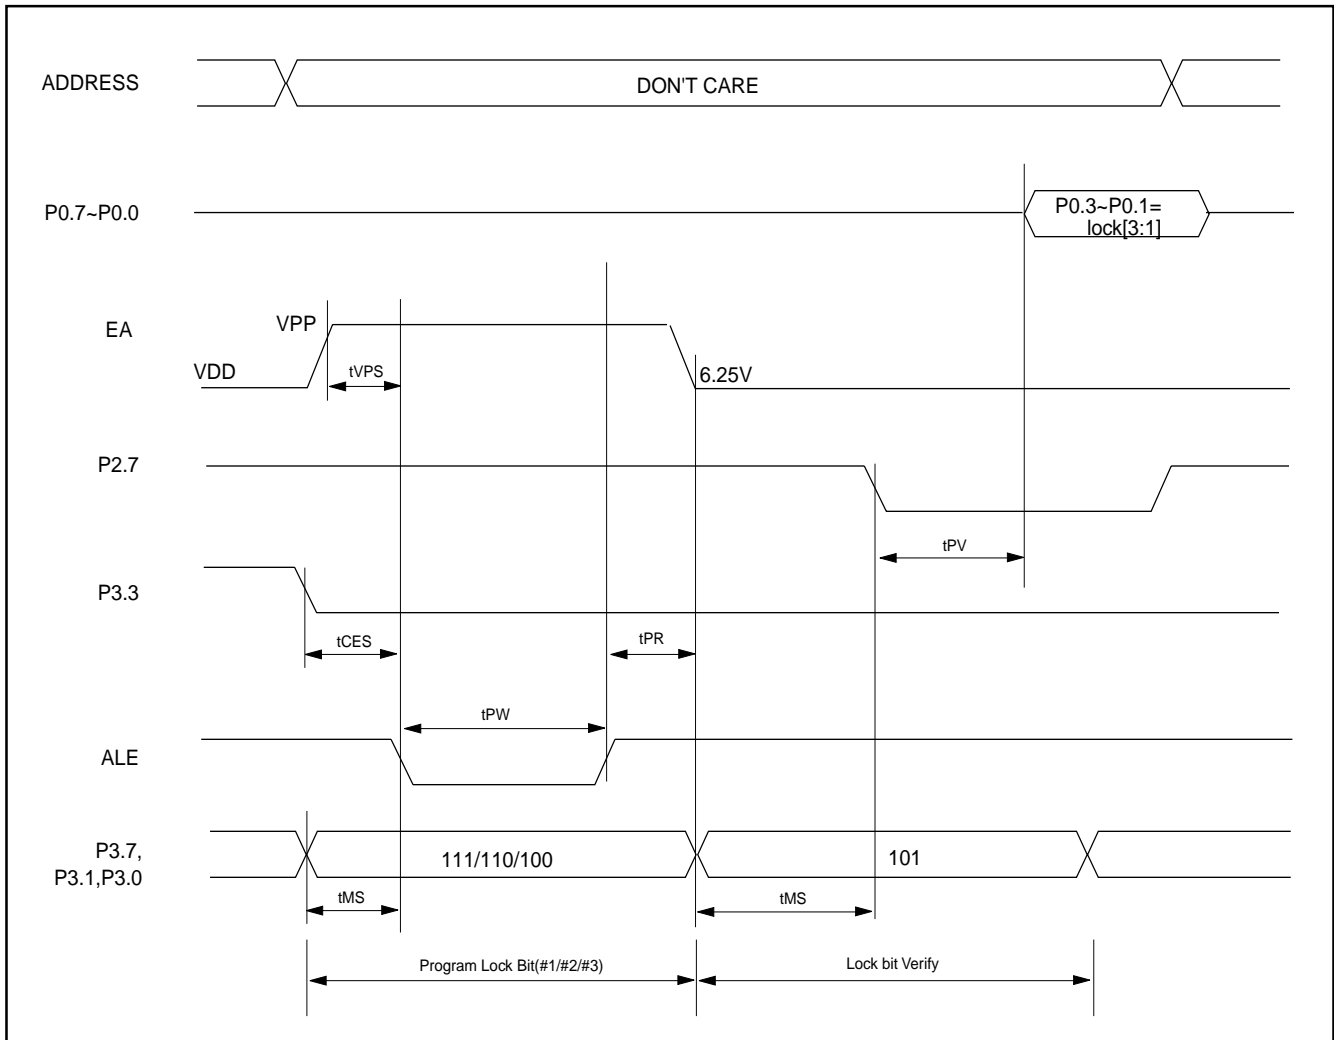 ADDRESS
DON'T CARE
P0.7~P0.0
P0.3~P0.1=
lock[3:1]
EA
VPP
VDD
tVPS
6.25V
P2.7
tPV
P3.3
tCES
tPR
tPW
ALE
P3.7,
P3.1,P3.0
111/110/100
101
tMS
tMS
Program Lock Bit(#1/#2/#3)
Lock bit Verify